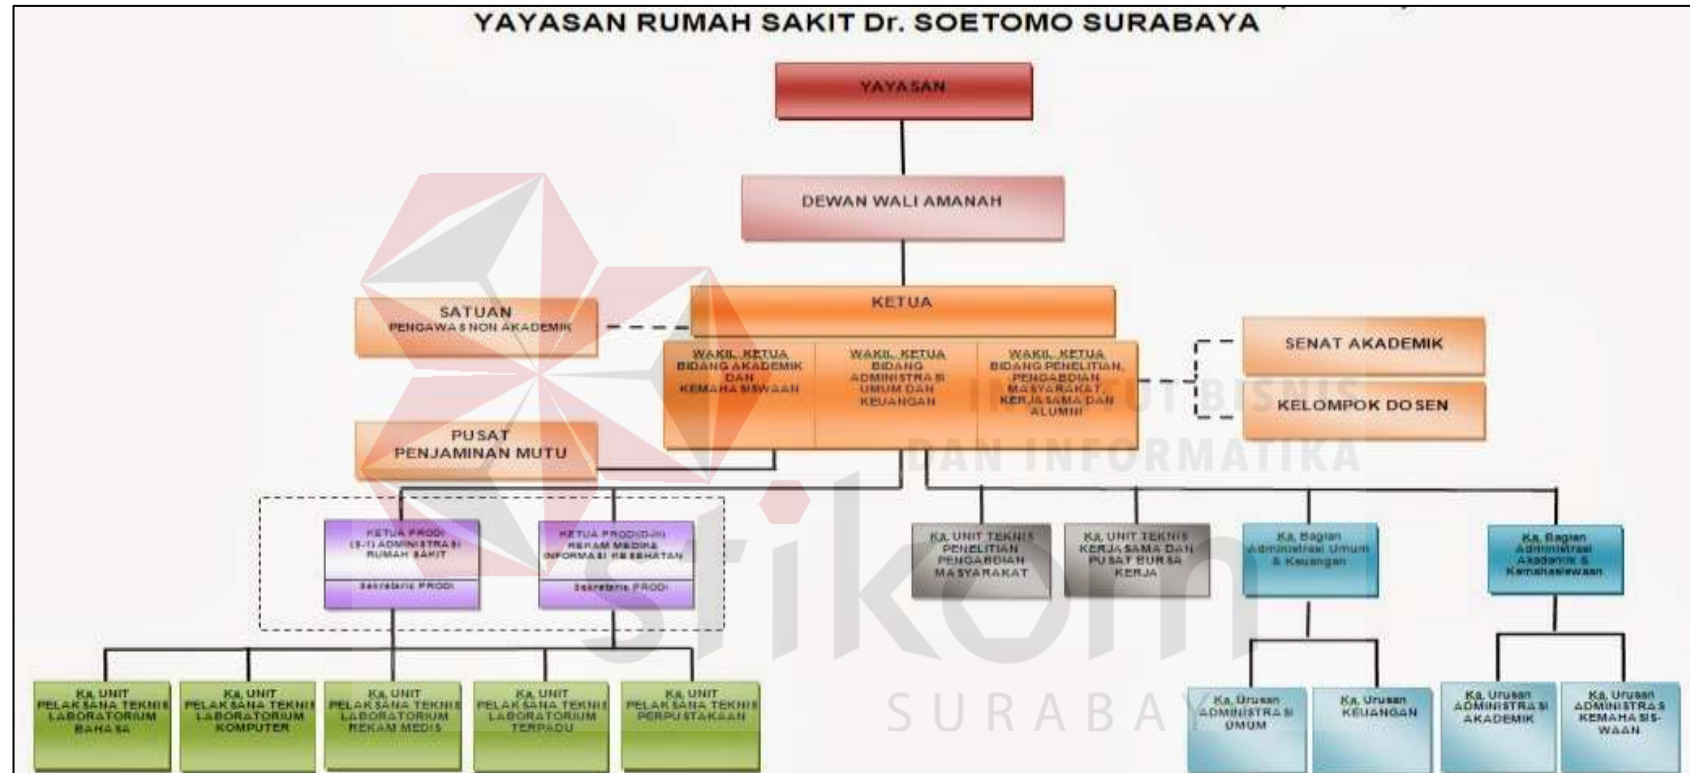 YAYASAN RUMAH SAKIT Dr. SOETOMO SURABAYA
YAYASAN
DEWAN WALI AMANAH
KETUA
SATUAN
PENGAWAS NON AKADEMIK
WAKIL KETUA
BIDANG AKADEMIK
DAN
KEMAHASISWAAN
WAKIL KETUA
BIDANG
ADMINISTRASI
UMUM DAN
KEUANGAN
WAKIL KETUA
BIDANG PENELITIAN,
PENGABDIAN
MASYARAKAT,
KERJASAMA DAN
ALUMNI
SENAT AKADEMIK
KELOMPOK DOSEN
PUSAT
PENJAMINAN MUTU
INSTITUT BISNIS
DAN INFORMATIKA
stikom
SURABAYA
KETUA PRODI
(S-1) ADMINISTRASI
RUMAH SAKIT
Sekretaris PRODI
KETUA PRODI(D-III)
REKAM MEDIKA
INFORMASI KESEHATAN
Sekretaris PRODI
Ka. UNIT TEKNIS
PENELITIAN
PENGABDIAN
MASYARAKAT
Ka. UNIT TEKNIS
KERJASAMA DAN
PUSAT BURSA
KERJA
Ka. Bagian
Administrasi Umum
& Keuangan
Ka. Bagian
Administrasi
Akademik &
Kemahasiswaan
Ka. UNIT
PELAKSANA TEKNIS
LABORATORIUM
BAHASA
Ka. UNIT
PELAKSANA TEKNIS
LABORATORIUM
KOMPUTER
Ka. UNIT
PELAKSANA TEKNIS
LABORATORIUM
REKAM MEDIS
Ka. UNIT
PELAKSANA TEKNIS
LABORATORIUM
TERPADU
Ka. UNIT
PELAKSANA TEKNIS
PERPUSTAKAAN
Ka. Urusan
ADMINISTRASI
UMUM
Ka. Urusan
KEUANGAN
Ka. Urusan
ADMINISTRASI
AKADEMIK
Ka. Urusan
ADMINISTRAS
KEMAHASIS-
WAAN